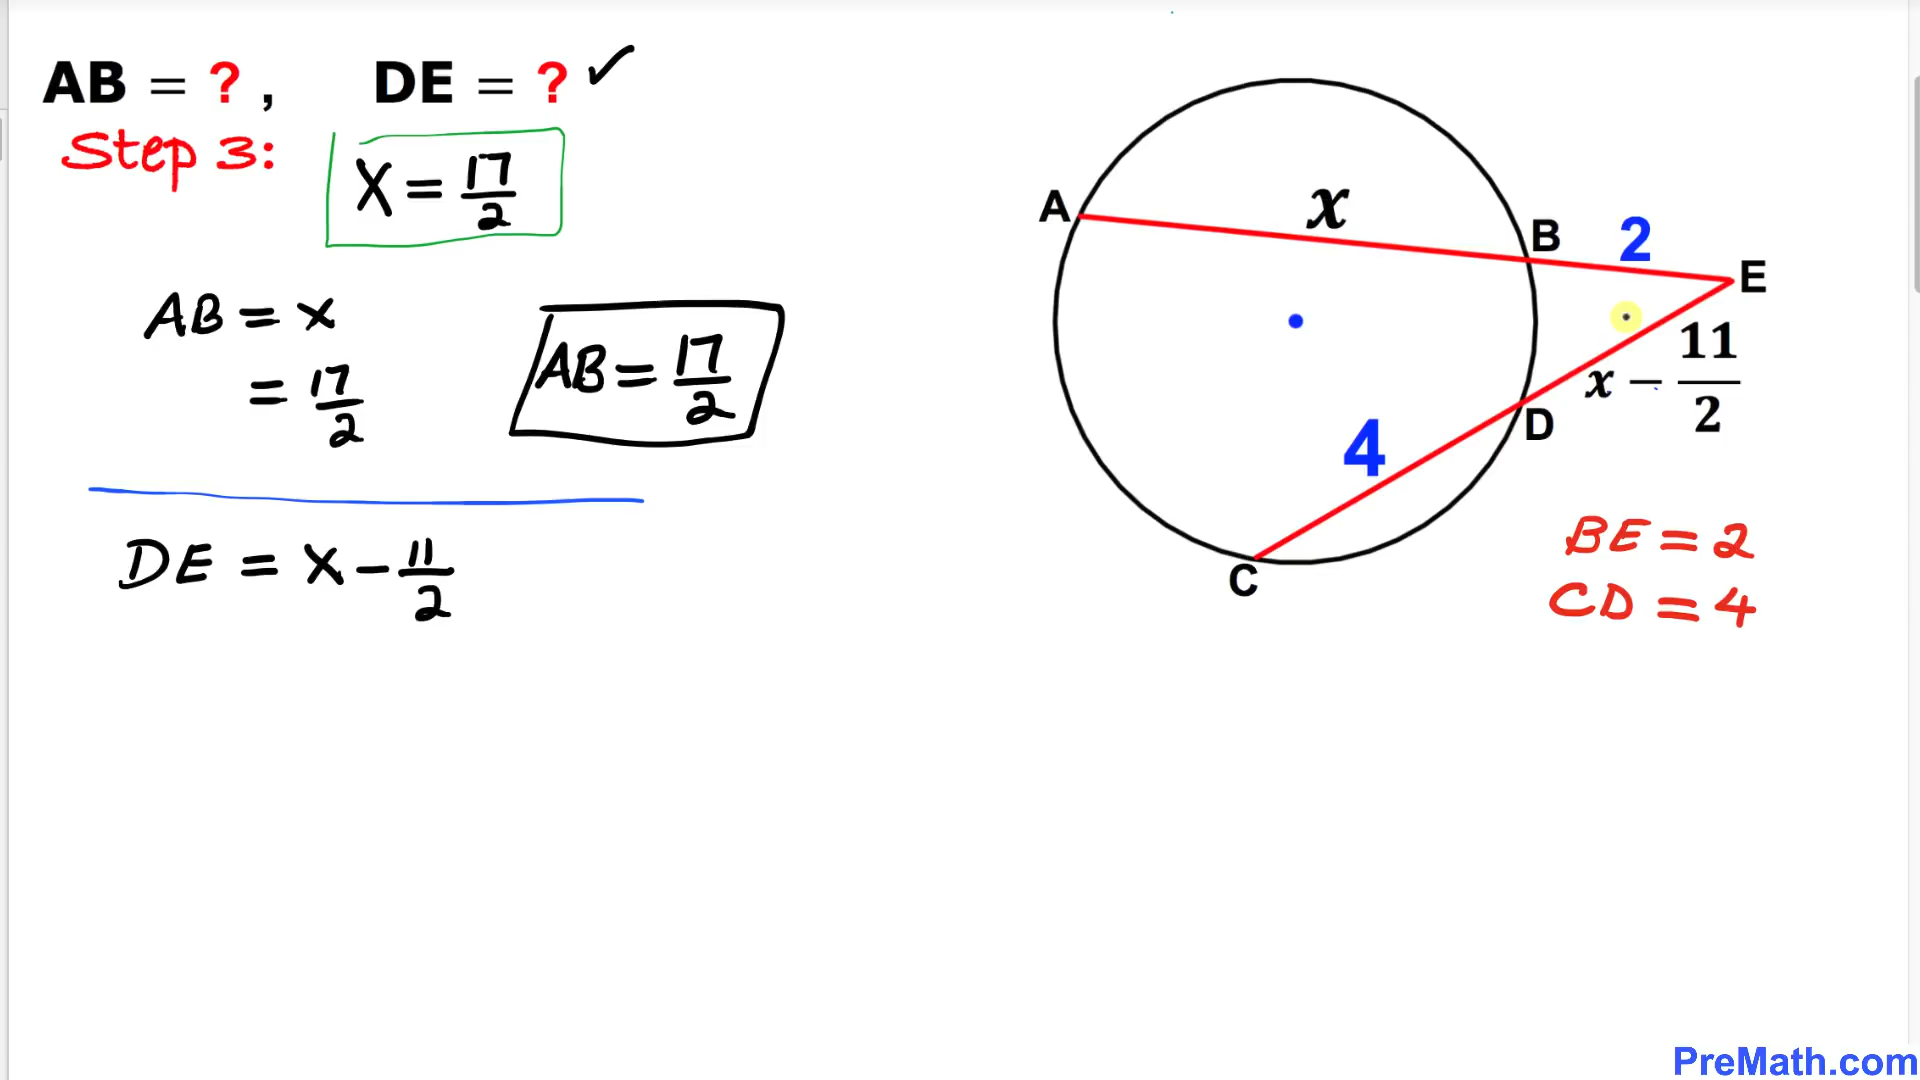 AB = ? , DE = ? ✓
Step 3:
X = 17/2
AB = x
= 17/2
AB = 17/2
DE = X - 11/2
A
x
B
2
E
x - 11/2
D
4
C
BE = 2
CD = 4
PreMath.com